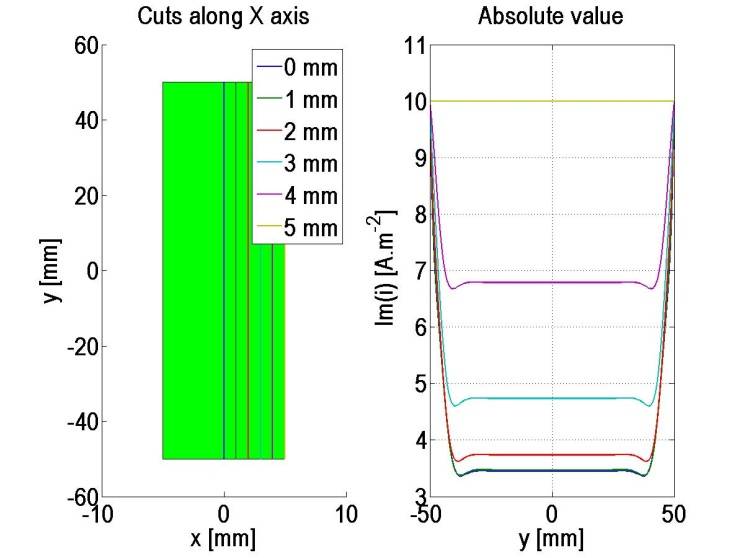 Cuts along X axis
60
40
20
0
-20
-40
-60
-10
0
10
x [mm]
y [mm]
0 mm
1 mm
2 mm
3 mm
4 mm
5 mm
Absolute value
11
10
9
8
7
6
5
4
3
-50
0
50
y [mm]
Im(i) [A.m-2]